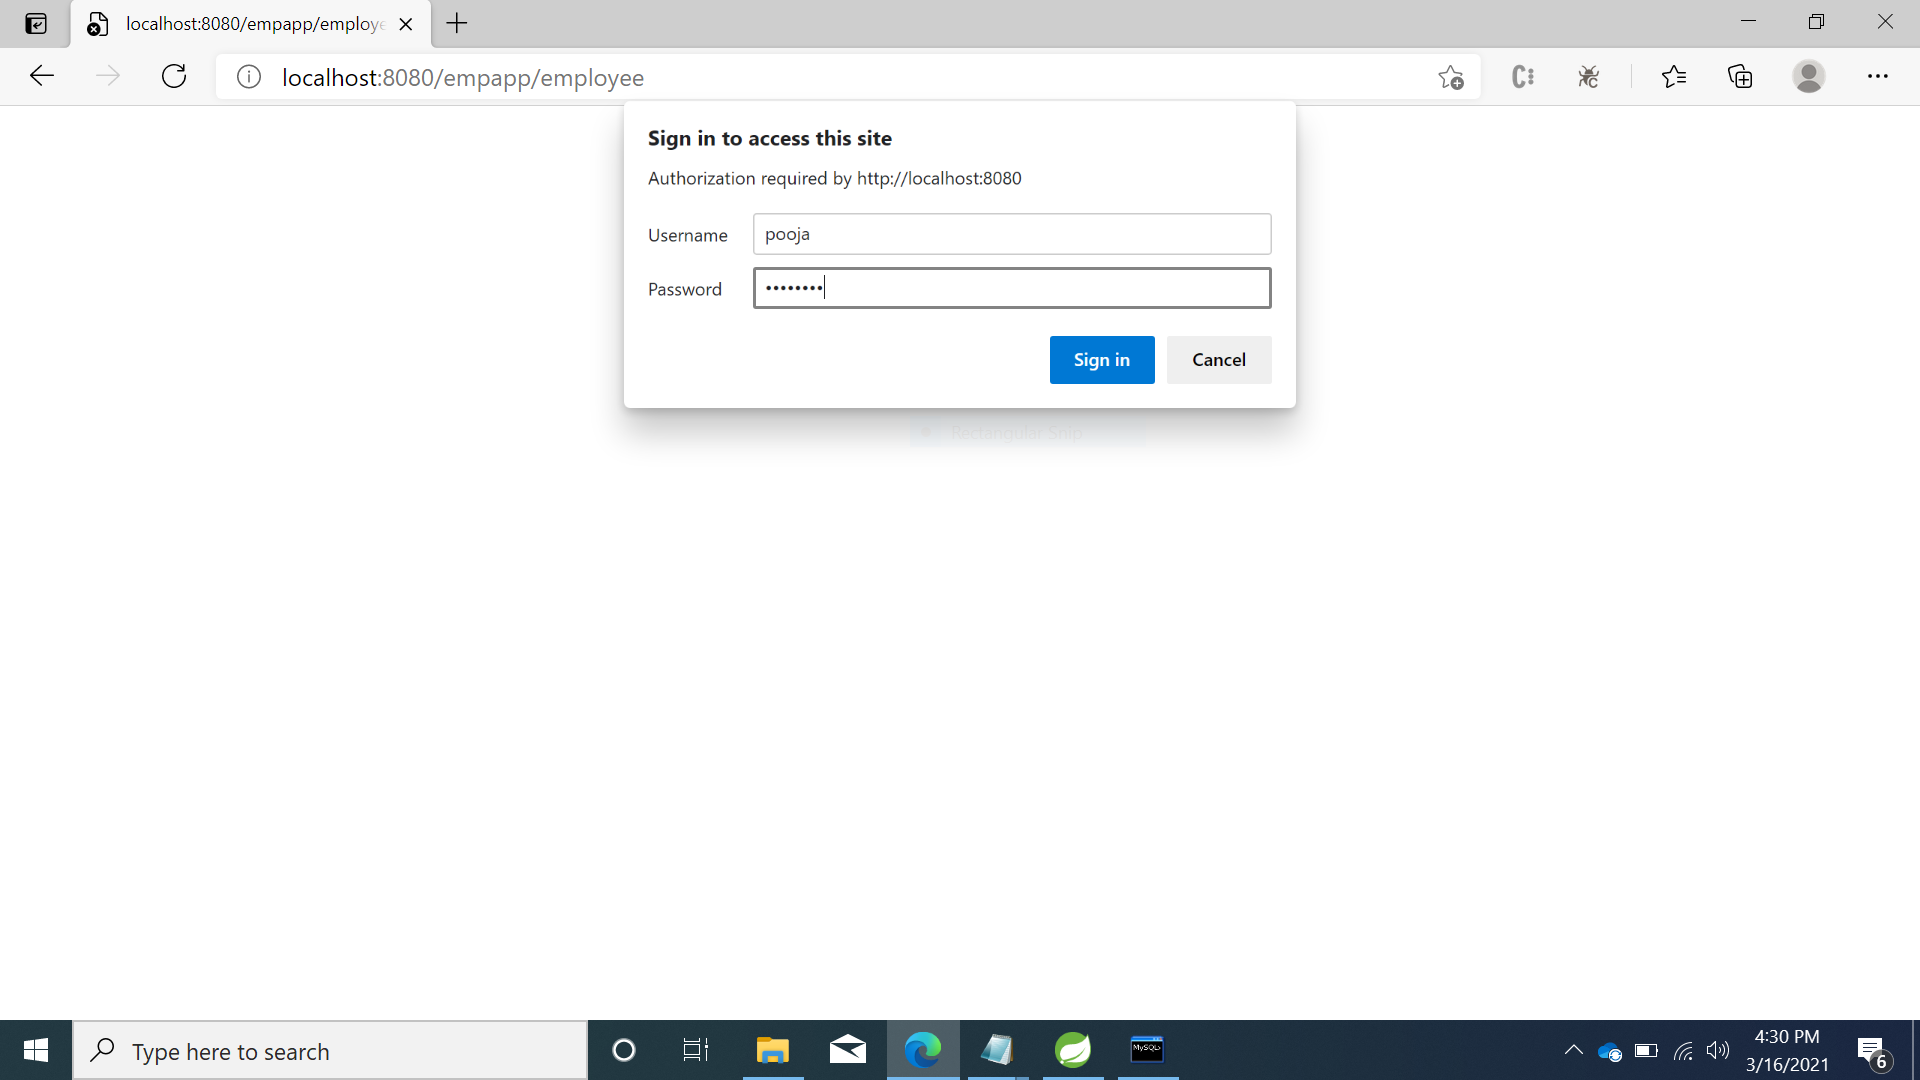 localhost:8080/empapp/employe
localhost:8080/empapp/employee
Sign in to access this site
Authorization required by http://localhost:8080
Username
pooja
Password
••••••••
Sign in
Cancel
Rectangular Snip
Type here to search
MySQL>
4:30 PM
3/16/2021
6